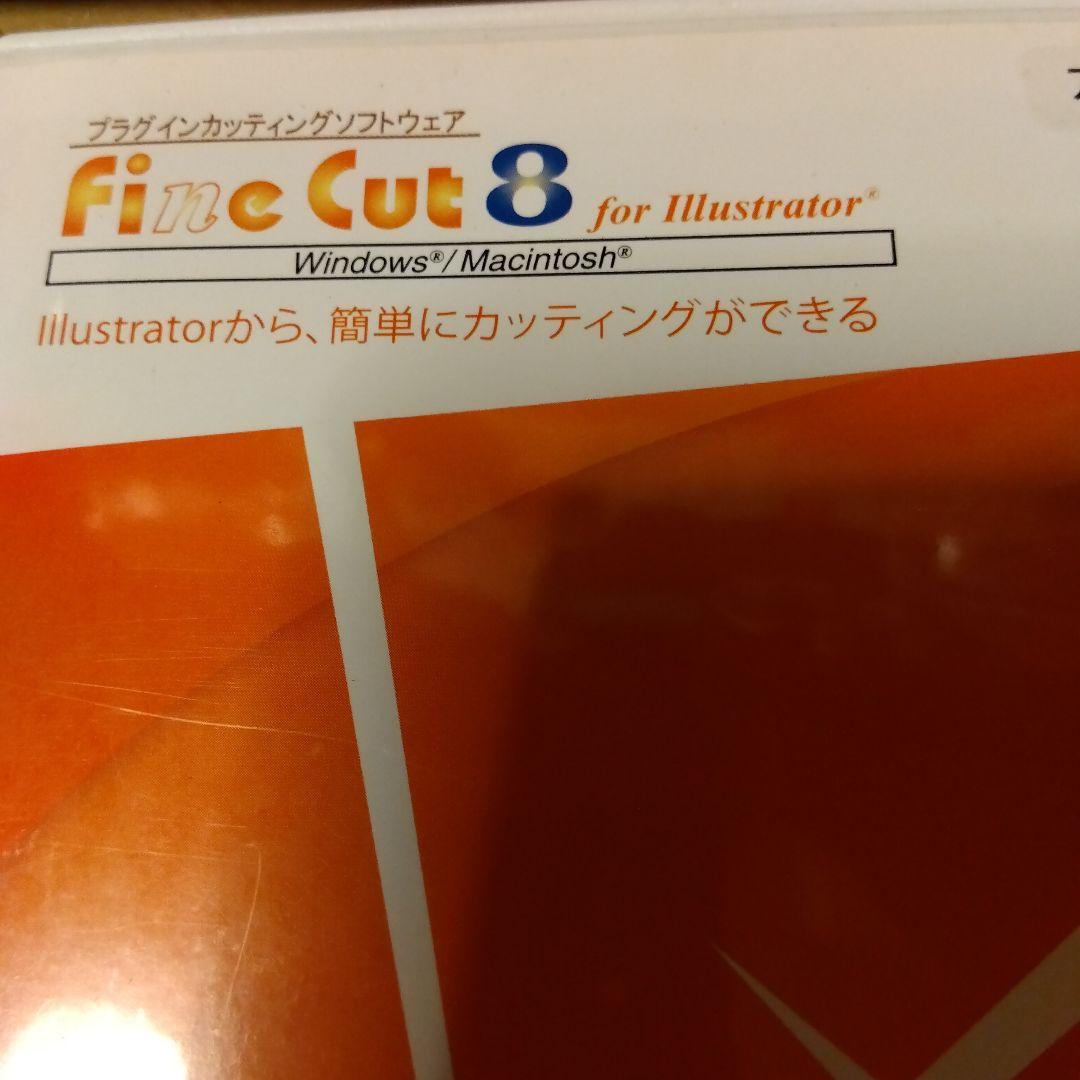 プラグインカッティングソフトウェア
Fine Cut 8 for Illustrator®
Windows®/Macintosh®
Illustratorから、簡単にカッティングができる